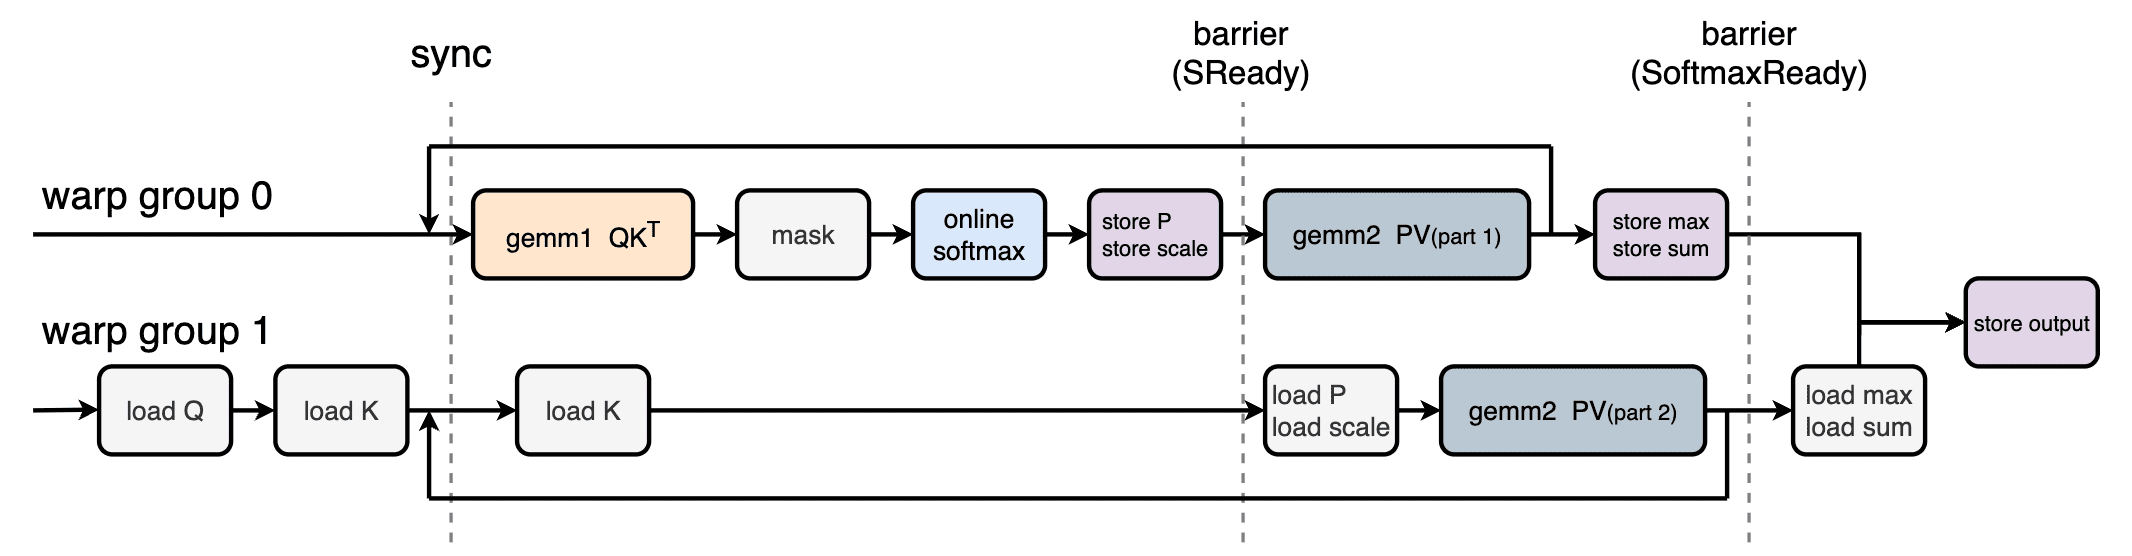 sync
barrier
(SReady)
barrier
(SoftmaxReady)
warp group 0
gemm1 QKᵀ
mask
online
softmax
store P
store scale
gemm2 PV(part 1)
store max
store sum
warp group 1
load Q
load K
load K
load P
load scale
gemm2 PV(part 2)
load max
load sum
store output